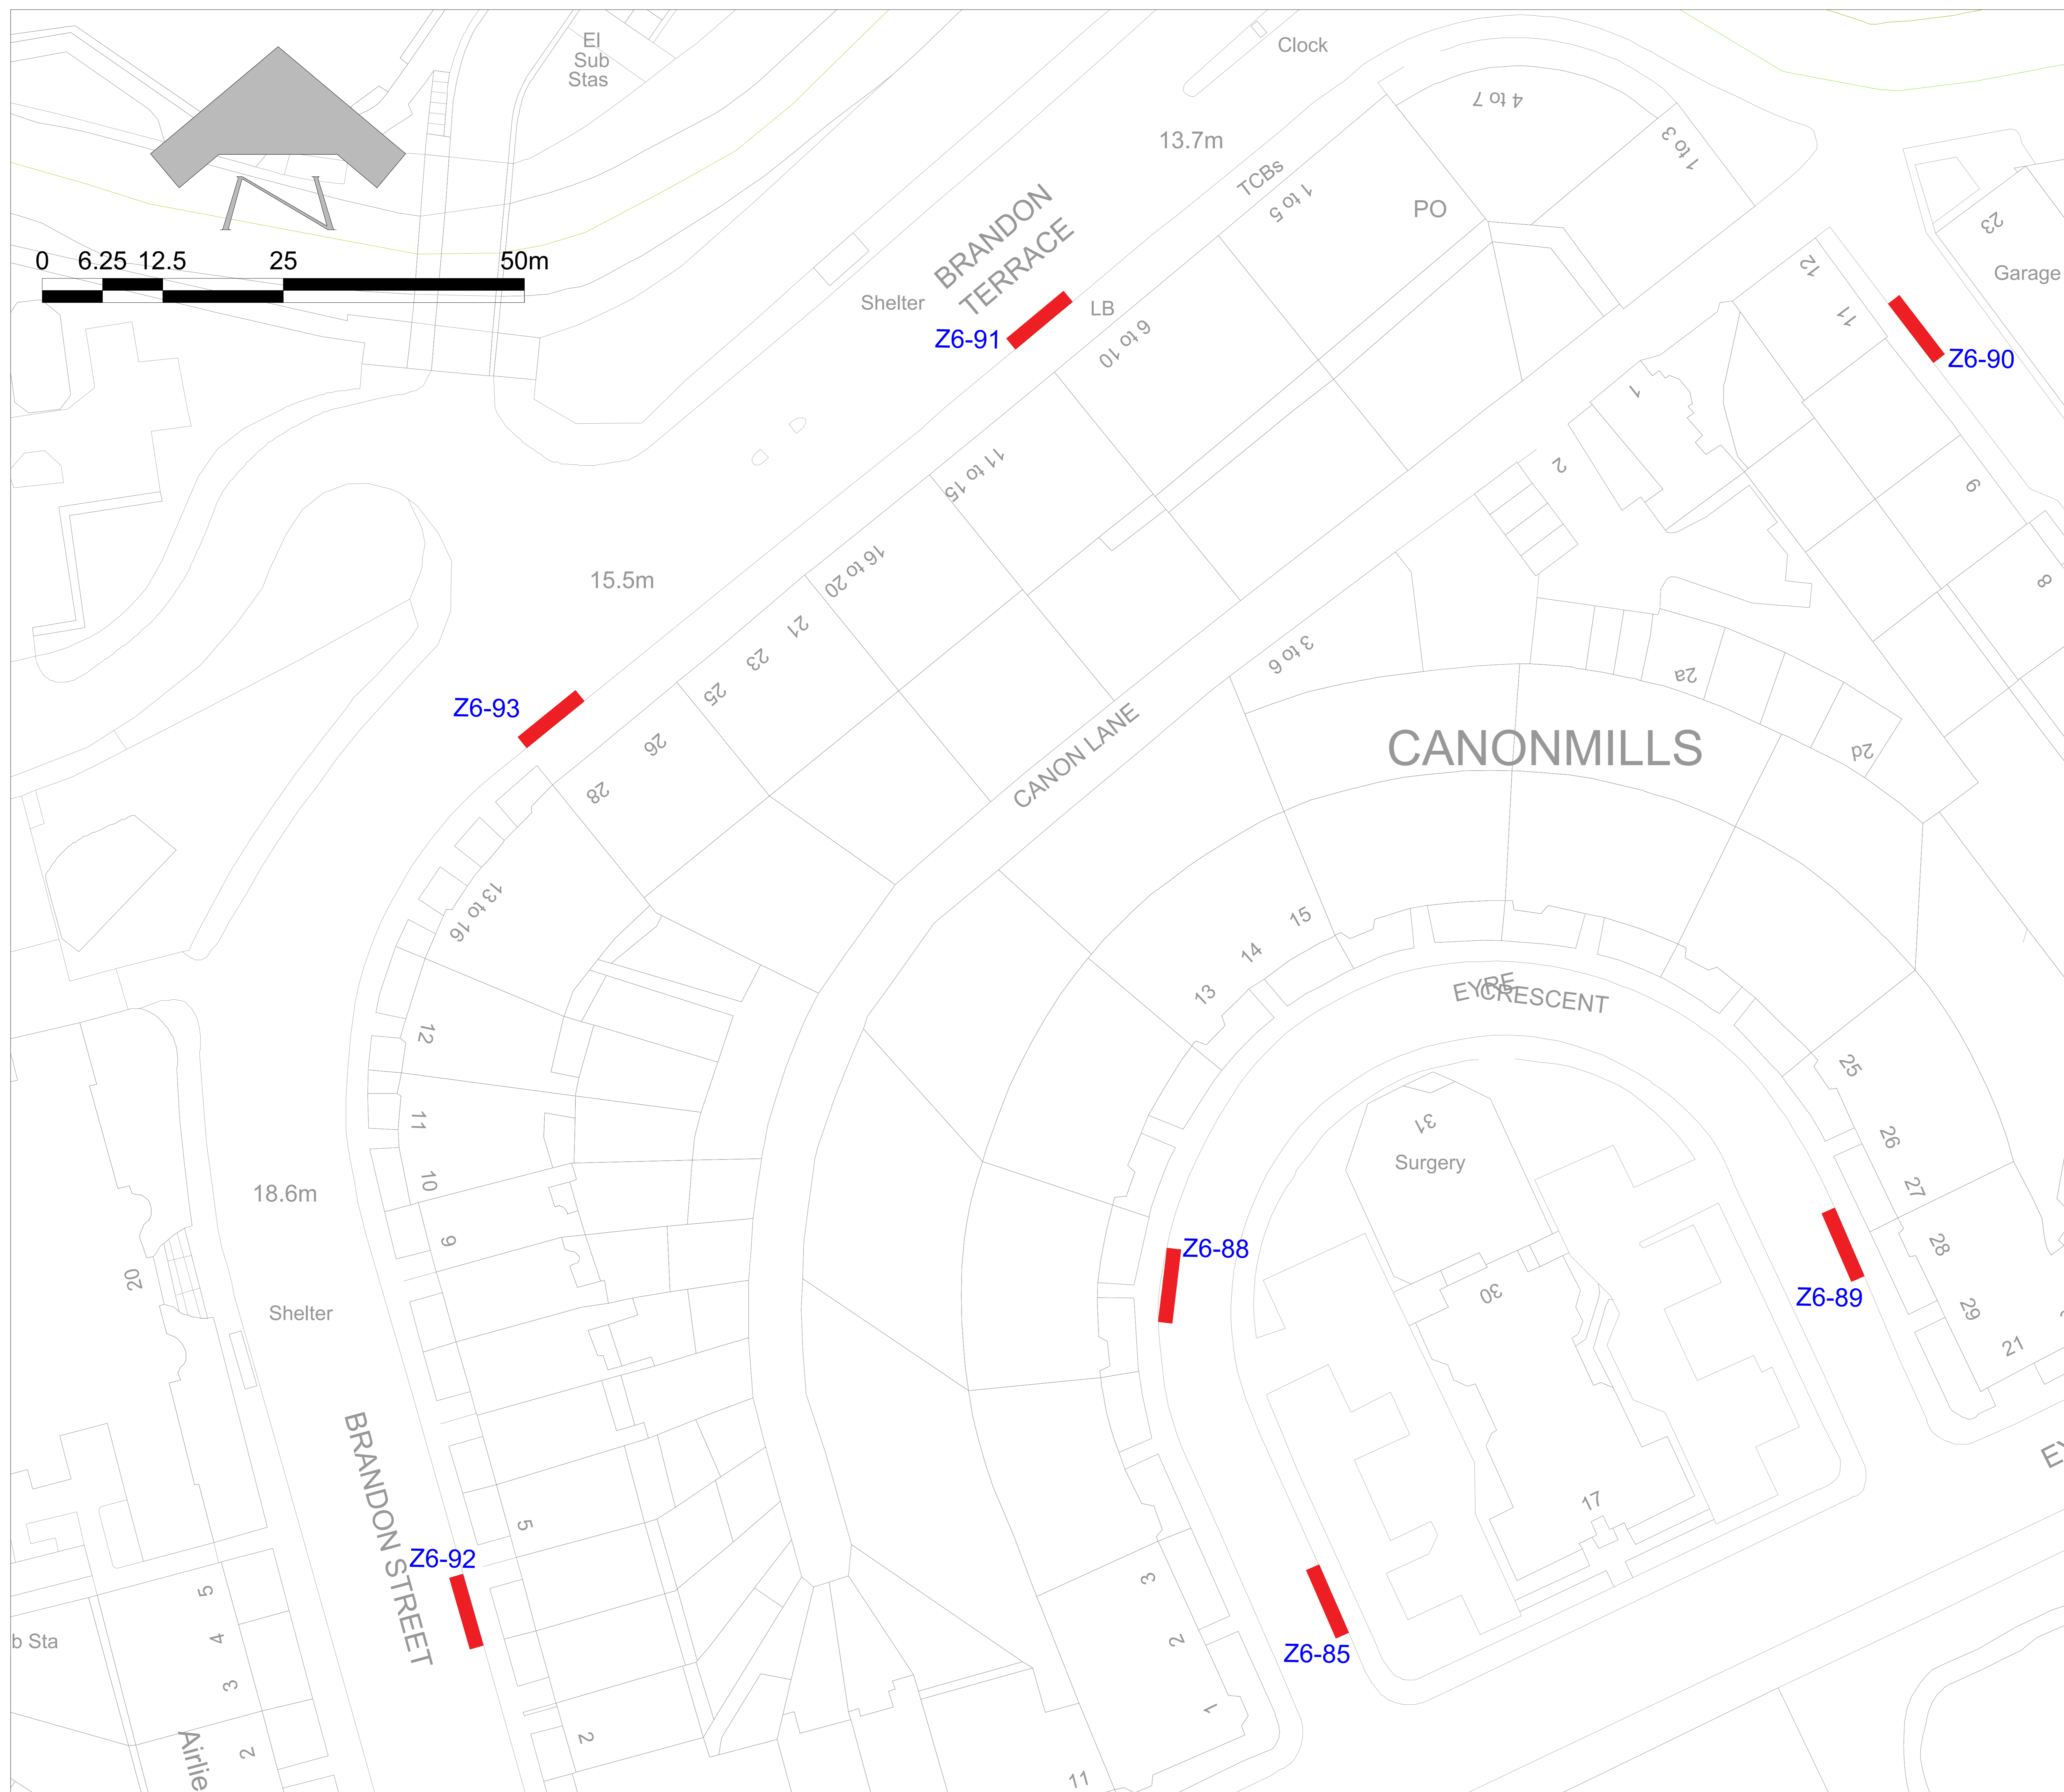 El
Sub
Stas
Clock
4 to 7
1 to 3
13.7m
TCBs
1 to 5
PO
23
Garage
N
0 6.25 12.5 25 50m
BRANDON
TERRACE
Shelter
LB
Z6-91
6 to 10
12
11
Z6-90
1
2
9
8
11 to 15
16 to 20
15.5m
21
23
25
26
28
3 to 6
2a
2d
Z6-93
CANON LANE
CANONMILLS
13 to 16
15
14
13
EYRE
CRESCENT
12
11
10
9
25
26
27
28
29
21
31
Surgery
18.6m
20
Shelter
Z6-88
30
Z6-89
BRANDON STREET
5
Z6-92
17
3
2
1
Z6-85
5
4
3
2
b Sta
Airlie
2
11
EY